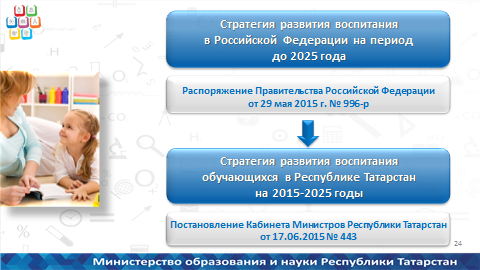 Стратегия развития воспитания
в Российской Федерации на период
до 2025 года
Распоряжение Правительства Российской Федерации
от 29 мая 2015 г. № 996-р
Стратегия развития воспитания
обучающихся в Республике Татарстан
на 2015-2025 годы
Постановление Кабинета Министров Республики Татарстан
от 17.06.2015 № 443
24
Министерство образования и науки Республики Татарстан